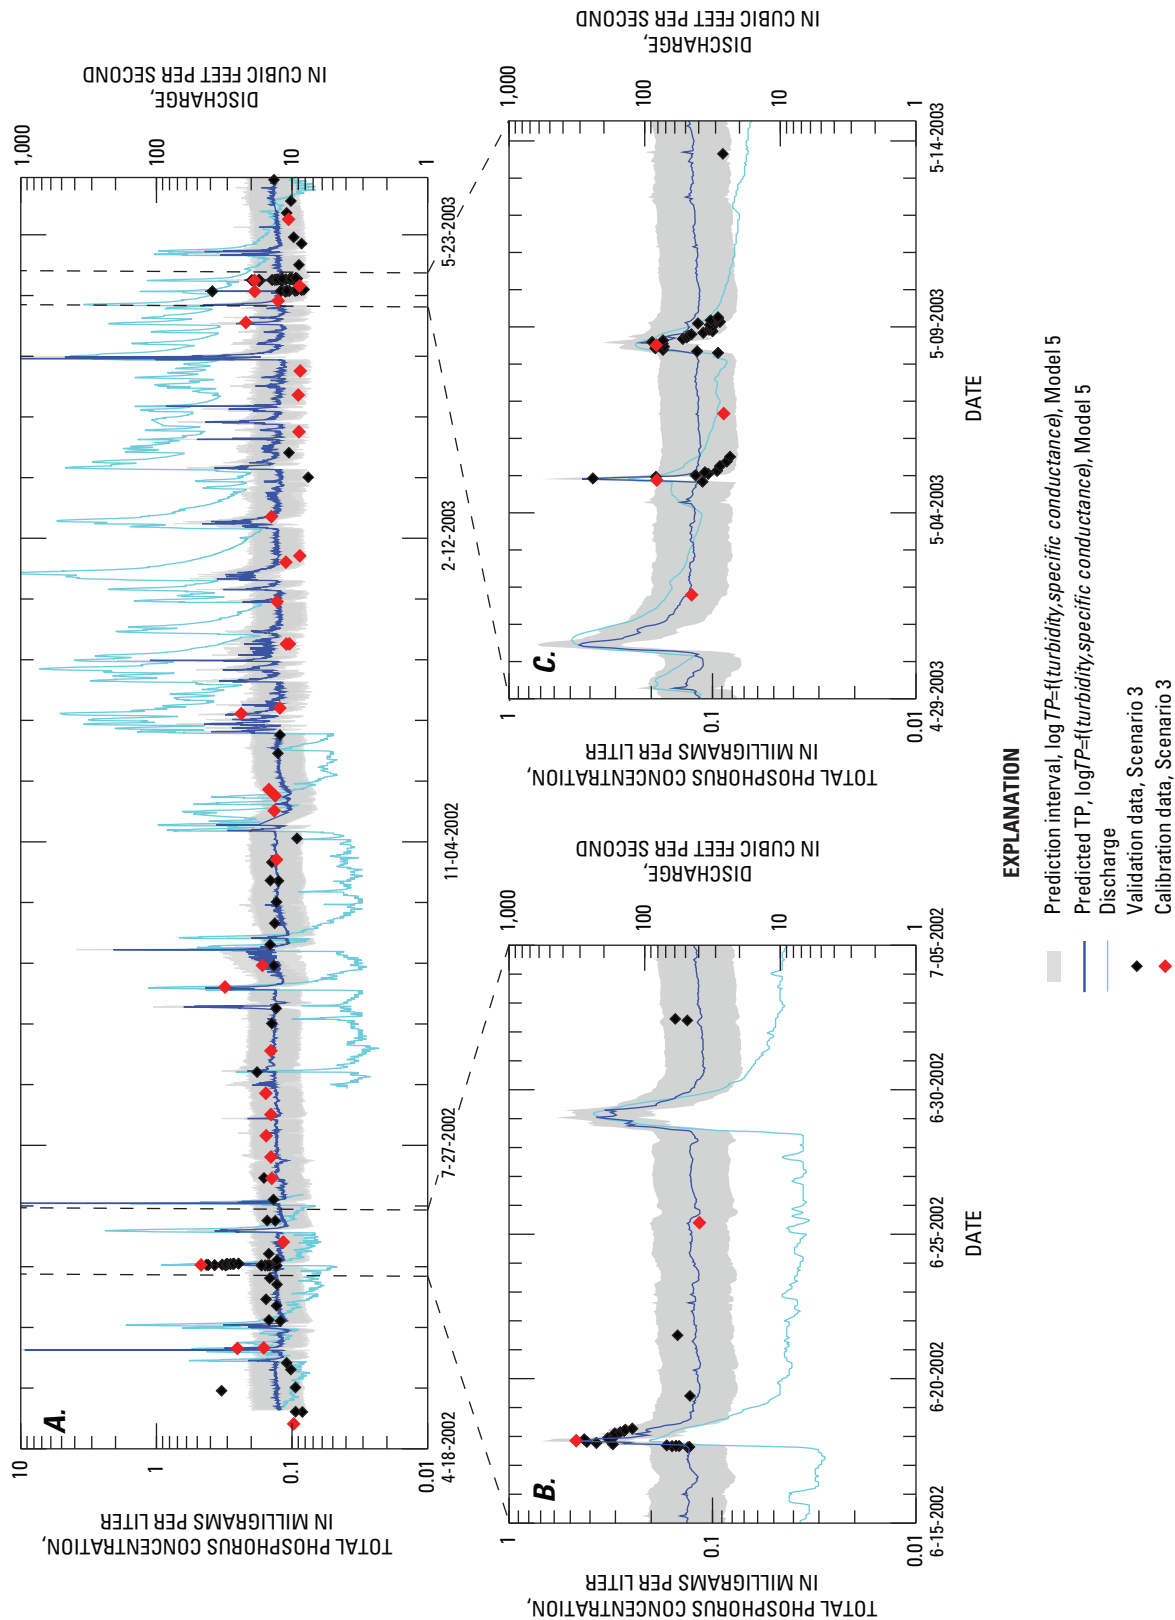 A.
TOTAL PHOSPHORUS CONCENTRATION,
IN MILLIGRAMS PER LITER
10
1
0.1
0.01
DISCHARGE,
IN CUBIC FEET PER SECOND
1,000
100
10
1
4-18-2002
7-27-2002
11-04-2002
2-12-2003
5-23-2003
B.
TOTAL PHOSPHORUS CONCENTRATION,
IN MILLIGRAMS PER LITER
1
0.1
0.01
DISCHARGE,
IN CUBIC FEET PER SECOND
1,000
100
10
1
6-15-2002
6-20-2002
6-25-2002
6-30-2002
7-05-2002
DATE
C.
TOTAL PHOSPHORUS CONCENTRATION,
IN MILLIGRAMS PER LITER
1
0.1
0.01
DISCHARGE,
IN CUBIC FEET PER SECOND
1,000
100
10
1
4-29-2003
5-04-2003
5-09-2003
5-14-2003
DATE
EXPLANATION
Prediction interval, logTP=f(turbidity,specific conductance), Model 5
Predicted TP, logTP=f(turbidity,specific conductance), Model 5
Discharge
Validation data, Scenario 3
Calibration data, Scenario 3